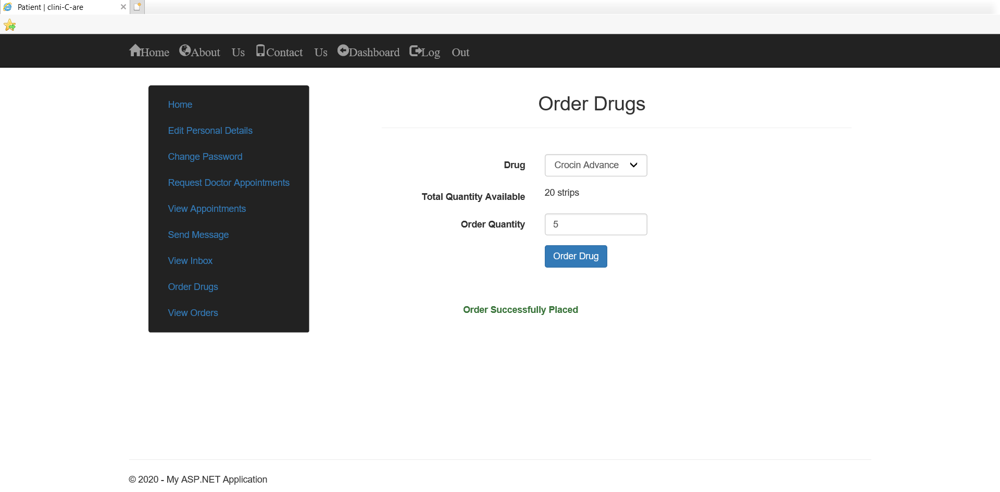 Patient | clini-C-are
Home About Us Contact Us Dashboard Log Out
Home
Edit Personal Details
Change Password
Request Doctor Appointments
View Appointments
Send Message
View Inbox
Order Drugs
View Orders
Order Drugs
Drug Crocin Advance
Total Quantity Available 20 strips
Order Quantity 5
Order Drug
Order Successfully Placed
© 2020 - My ASP.NET Application